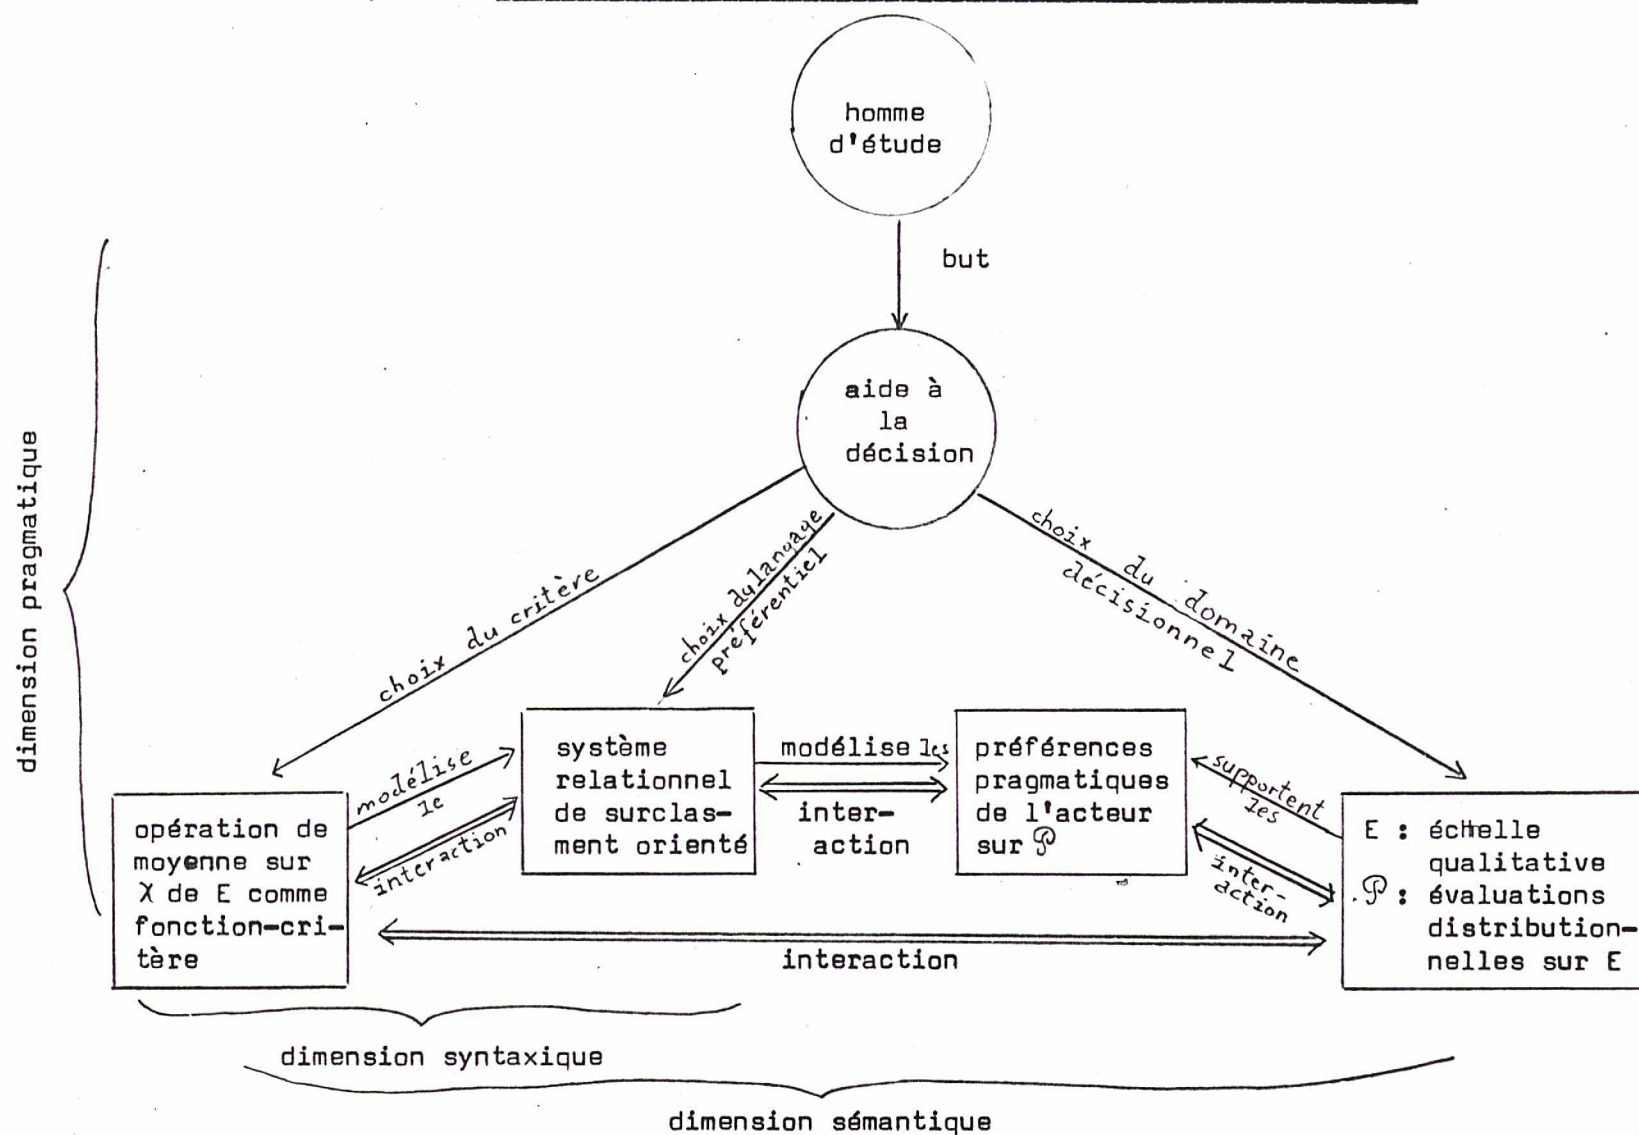 homme
d'étude
but
aide à
la
décision
dimension pragmatique
choix du critère
choix du langage
préférentiel
choix du domaine
décisionnel
modélise
le
interaction
opération de
moyenne sur
χ de E comme
fonction-cri-
tère
système
relationnel
de surclas-
ment orienté
modélise les
inter-
action
préférences
pragmatiques
de l'acteur
sur 𝒫
supportent
les
inter-
action
E : échelle
qualitative
𝒫 : évaluations
distribution-
nelles sur E
interaction
dimension syntaxique
dimension sémantique